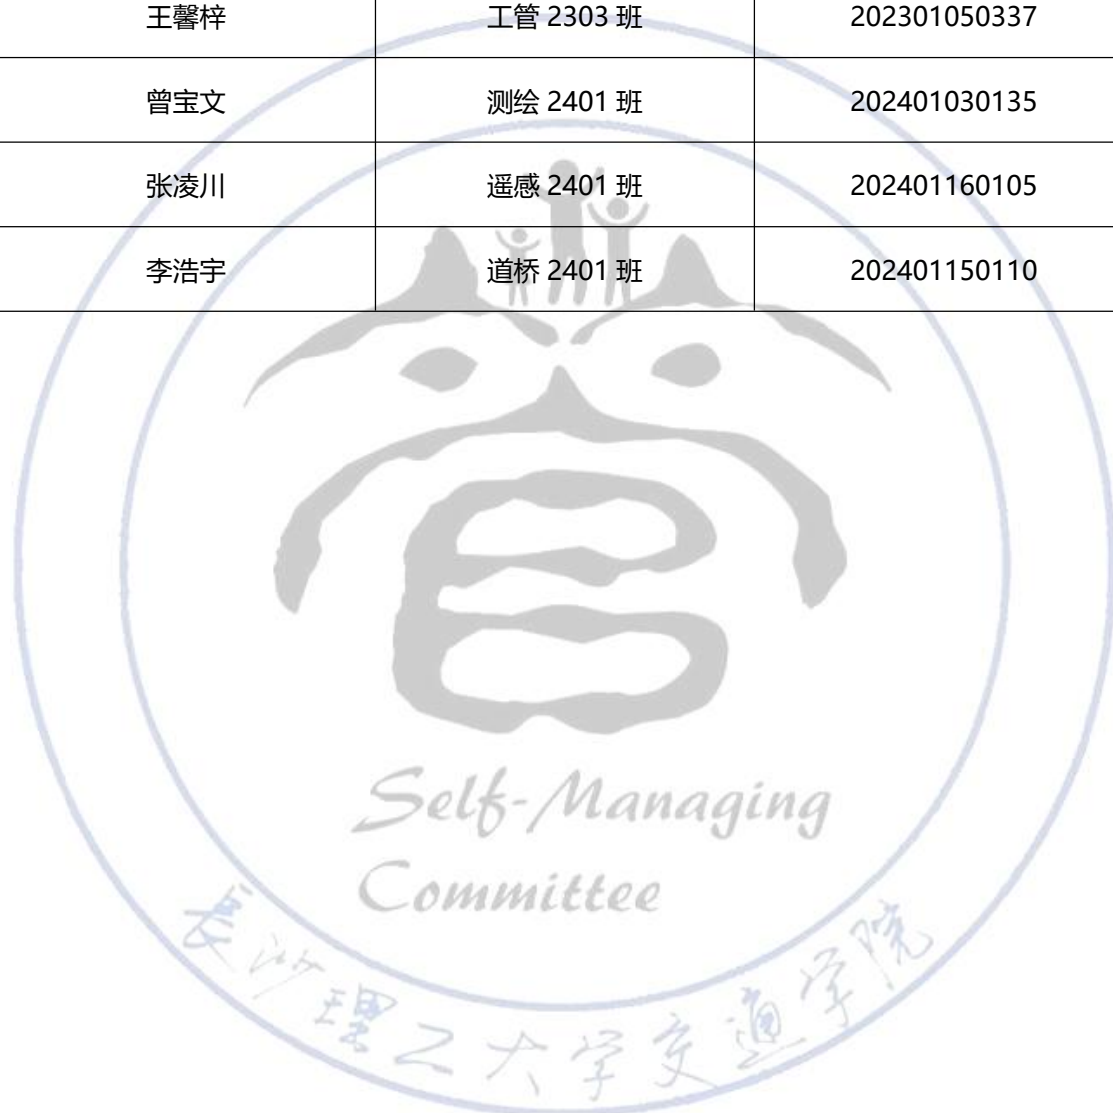 王馨梓 工管 2303 班 202301050337
曾宝文 测绘 2401 班 202401030135
张凌川 遥感 2401 班 202401160105
李浩宇 道桥 2401 班 202401150110
管
Self-Managing
Committee
長沙理工大学交通学院